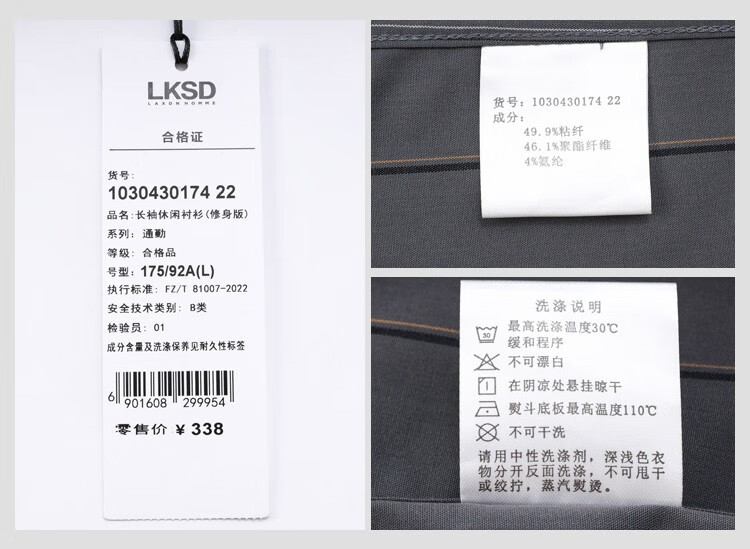 LKSD
LAXON HOMME
合格证
货号:
1030430174 22
品名: 长袖休闲衬衫(修身版)
系列: 通勤
等级: 合格品
号型: 175/92A(L)
执行标准: FZ/T 81007-2022
安全技术类别: B类
检验员: 01
成分含量及洗涤保养见耐久性标签
6 901608 299954
零售价 ¥ 338
货号: 1030430174 22
成分:
49.9%粘纤
46.1%聚酯纤维
4%氨纶
洗涤说明
30
最高洗涤温度30℃
缓和程序
不可漂白
在阴凉处悬挂晾干
熨斗底板最高温度110℃
不可干洗
请用中性洗涤剂, 深浅色衣
物分开反面洗涤, 不可甩干
或绞拧, 蒸汽熨烫。